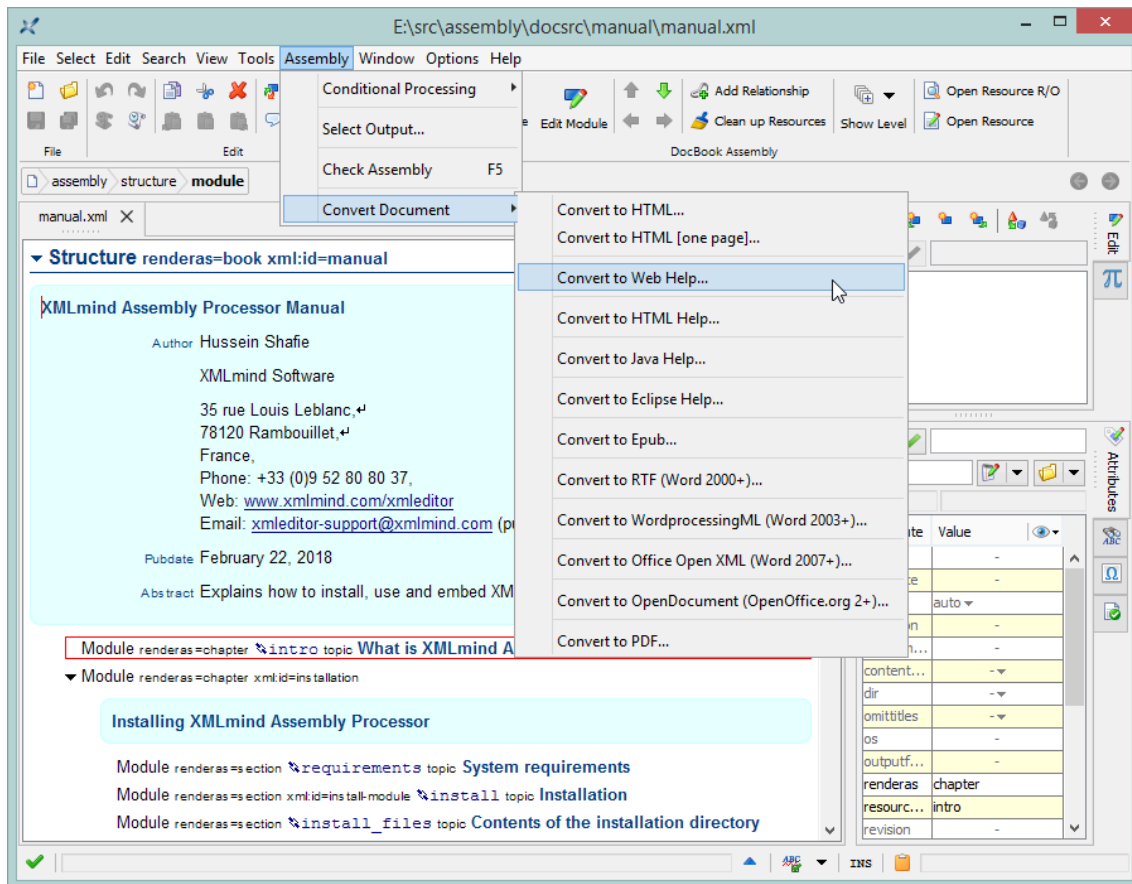 E:\src\assembly\docsrc\manual\manual.xml
File Select Edit Search View Tools Assembly Window Options Help
Conditional Processing
Select Output...
Check Assembly F5
Convert Document
Edit Module
Add Relationship
Clean up Resources
Show Level
Open Resource R/O
Open Resource
File
Edit
DocBook Assembly
assembly structure module
manual.xml
Convert to HTML...
Convert to HTML [one page]...
Convert to Web Help...
Convert to HTML Help...
Convert to Java Help...
Convert to Eclipse Help...
Convert to Epub...
Convert to RTF (Word 2000+)...
Convert to WordprocessingML (Word 2003+)...
Convert to Office Open XML (Word 2007+)...
Convert to OpenDocument (OpenOffice.org 2+)...
Convert to PDF...
Structure renderas=book xml:id=manual
XMLmind Assembly Processor Manual
Author Hussein Shafie
XMLmind Software
35 rue Louis Leblanc,↵
78120 Rambouillet,↵
France,
Phone: +33 (0)9 52 80 80 37,
Web: www.xmlmind.com/xmleditor
Email: xmleditor-support@xmlmind.com (pu
Pubdate February 22, 2018
Abstract Explains how to install, use and embed XM
Module renderas=chapter intro topic What is XMLmind A
Module renderas=chapter xml:id=installation
Installing XMLmind Assembly Processor
Module renderas=section requirements topic System requirements
Module renderas=section xml:id=install-module install topic Installation
Module renderas=section install_files topic Contents of the installation directory
Edit
π
Attributes
ABC
Ω
ute Value
-
te -
auto
on -
n... -
content... -
dir -
omittitles -
os -
outputf... -
renderas chapter
resourc... intro
revision -
ABC
INS